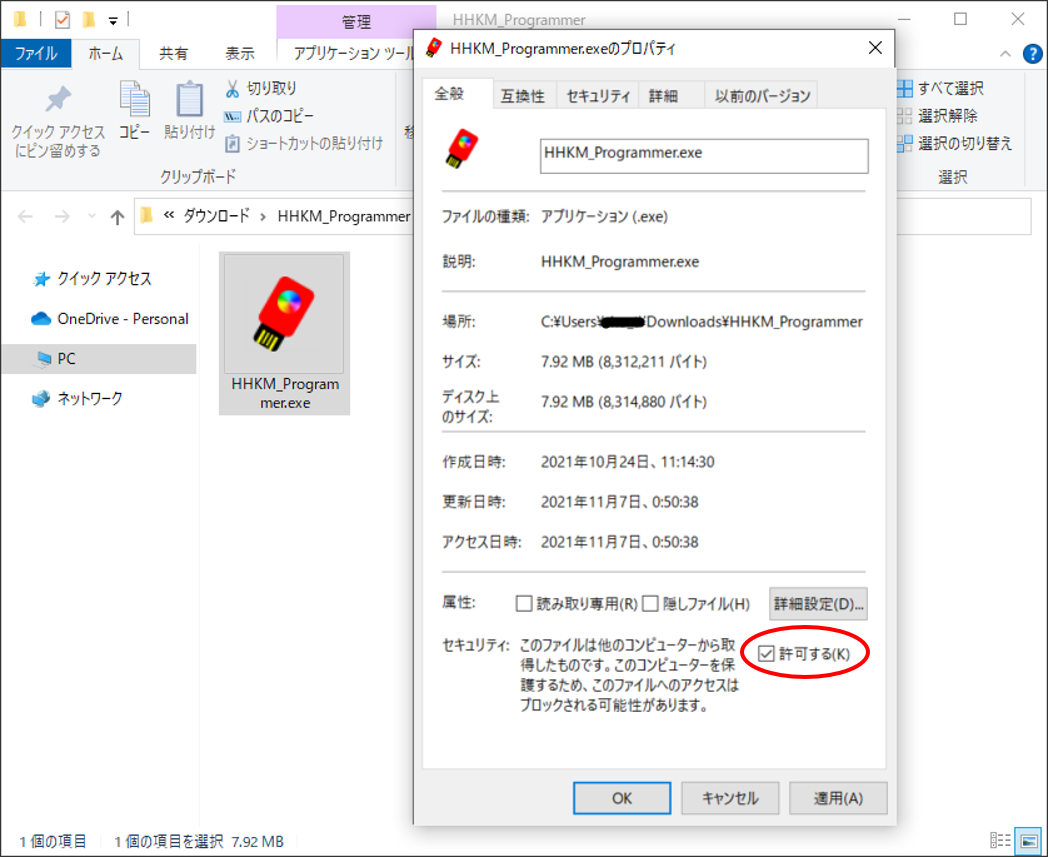 管理
HHKM_Programmer
ファイル
ホーム
共有
表示
アプリケーション ツール
クイック アクセス
にピン留めする
コピー
貼り付け
切り取り
パスのコピー
ショートカットの貼り付け
クリップボード
すべて選択
選択解除
選択の切り替え
選択
« ダウンロード › HHKM_Programmer
クイック アクセス
OneDrive - Personal
PC
ネットワーク
HHKM_Program
mer.exe
1 個の項目
1 個の項目を選択 7.92 MB
HHKM_Programmer.exeのプロパティ
全般
互換性
セキュリティ
詳細
以前のバージョン
HHKM_Programmer.exe
ファイルの種類: アプリケーション (.exe)
説明: HHKM_Programmer.exe
場所: C:¥Users¥ ¥Downloads¥HHKM_Programmer
サイズ: 7.92 MB (8,312,211 バイト)
ディスク上
のサイズ:
7.92 MB (8,314,880 バイト)
作成日時: 2021年10月24日、11:14:30
更新日時: 2021年11月7日、0:50:38
アクセス日時: 2021年11月7日、0:50:38
属性: 読み取り専用(R) 隠しファイル(H) 詳細設定(D)...
セキュリティ: このファイルは他のコンピューターから取
得したものです。このコンピューターを保
護するため、このファイルへのアクセスは
ブロックされる可能性があります。
許可する(K)
OK
キャンセル
適用(A)